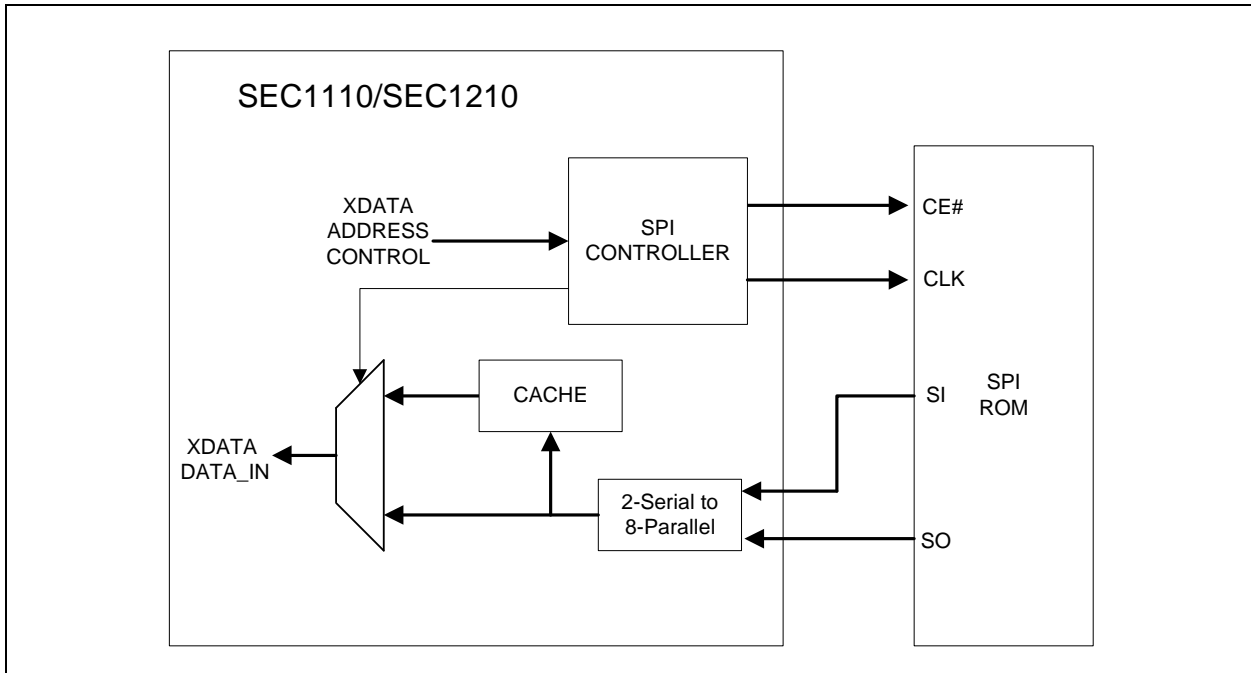 SEC1110/SEC1210
XDATA
ADDRESS
CONTROL
SPI
CONTROLLER
CE#
CLK
CACHE
SI
SPI
ROM
XDATA
DATA_IN
2-Serial to
8-Parallel
SO